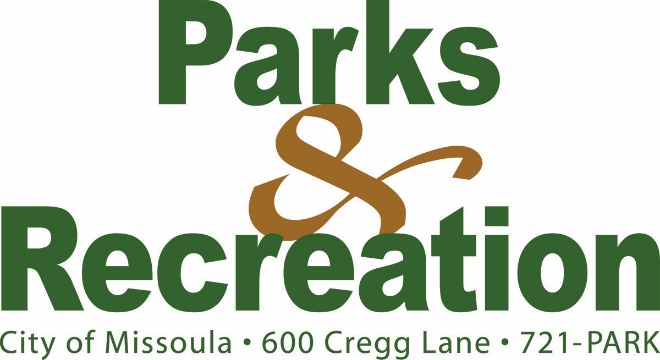 Parks
&
Recreation
City of Missoula • 600 Cregg Lane • 721-PARK